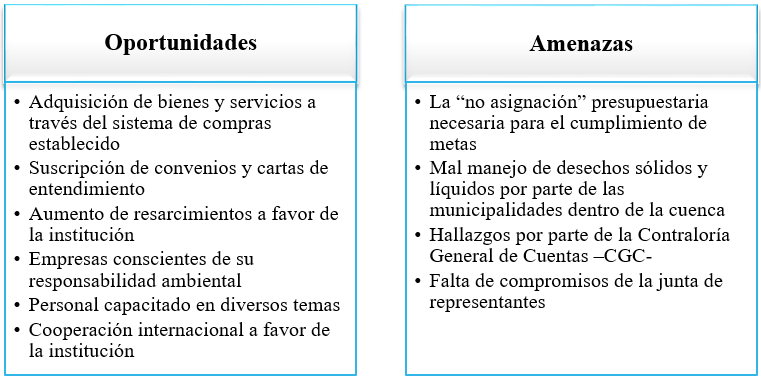 Oportunidades
• Adquisición de bienes y servicios a
través del sistema de compras
establecido
• Suscripción de convenios y cartas de
entendimiento
• Aumento de resarcimientos a favor de
la institución
• Empresas conscientes de su
responsabilidad ambiental
• Personal capacitado en diversos temas
• Cooperación internacional a favor de
la institución
Amenazas
• La “no asignación” presupuestaria
necesaria para el cumplimiento de
metas
• Mal manejo de desechos sólidos y
líquidos por parte de las
municipalidades dentro de la cuenca
• Hallazgos por parte de la Contraloría
General de Cuentas –CGC-
• Falta de compromisos de la junta de
representantes